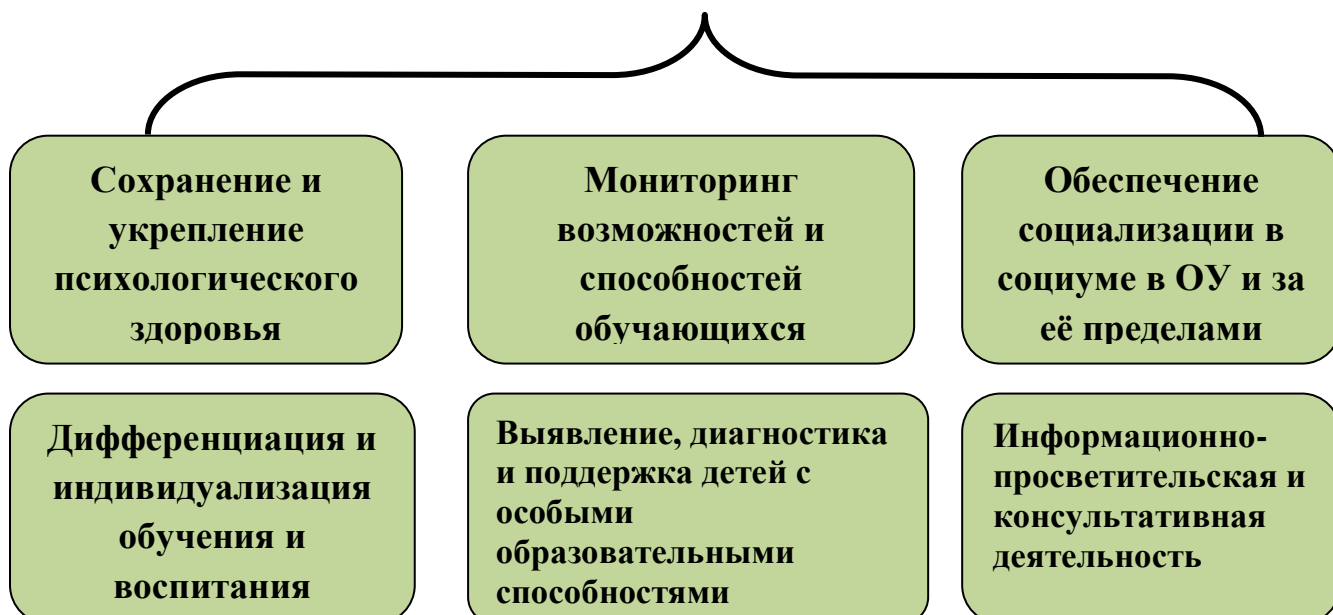 Сохранение и
укрепление
психологического
здоровья
Мониторинг
возможностей и
способностей
обучающихся
Обеспечение
социализации в
социуме в ОУ и за
её пределами
Дифференциация и
индивидуализация
обучения и
воспитания
Выявление, диагностика
и поддержка детей с
особыми
образовательными
способностями
Информационно-
просветительская и
консультативная
деятельность